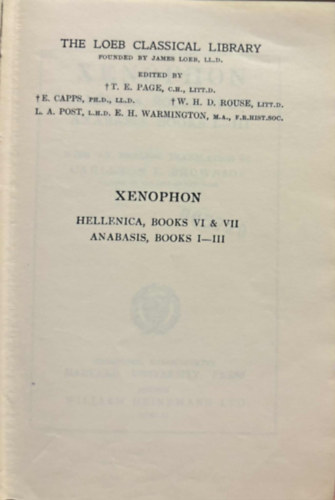 THE LOEB CLASSICAL LIBRARY
FOUNDED BY JAMES LOEB, LL.D.
EDITED BY
†T. E. PAGE, C.H., LITT.D.
†E. CAPPS, PH.D., LL.D. †W. H. D. ROUSE, LITT.D.
L. A. POST, L.H.D. E. H. WARMINGTON, M.A., F.R.HIST.SOC.
XENOPHON
HELLENICA, BOOKS VI & VII
ANABASIS, BOOKS I—III